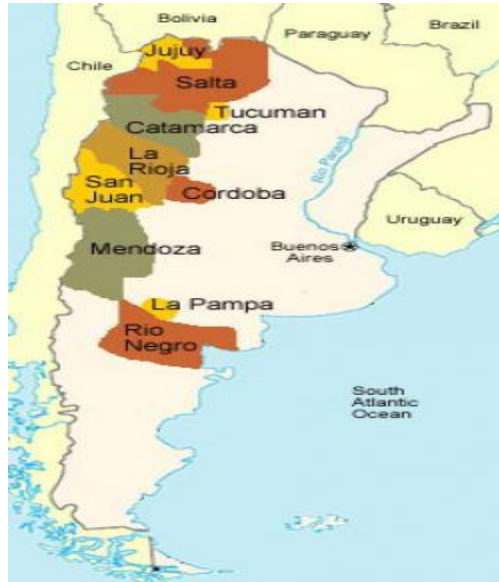 Bolivia
Brazil
Paraguay
Jujuy
Chile
Salta
Tucuman
Catamarca
La
Rioja
Rio Paraná
San
Juan
Cordoba
Uruguay
Mendoza
Buenos
Aires
La Pampa
Rio
Negro
South
Atlantic
Ocean